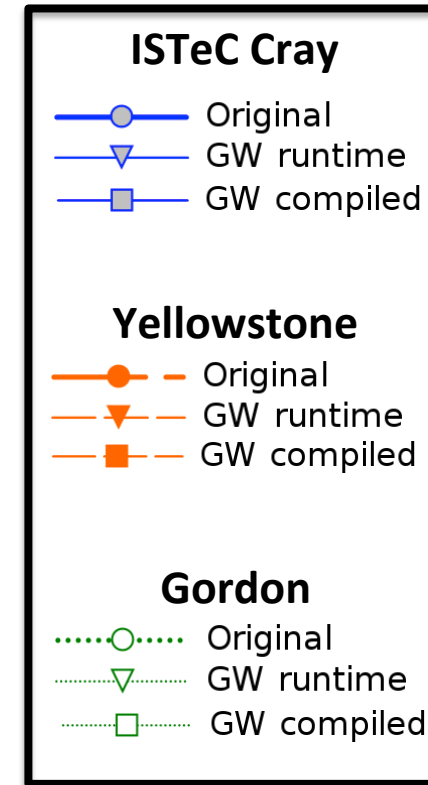 ISTeC Cray
Original
GW runtime
GW compiled
Yellowstone
Original
GW runtime
GW compiled
Gordon
Original
GW runtime
GW compiled